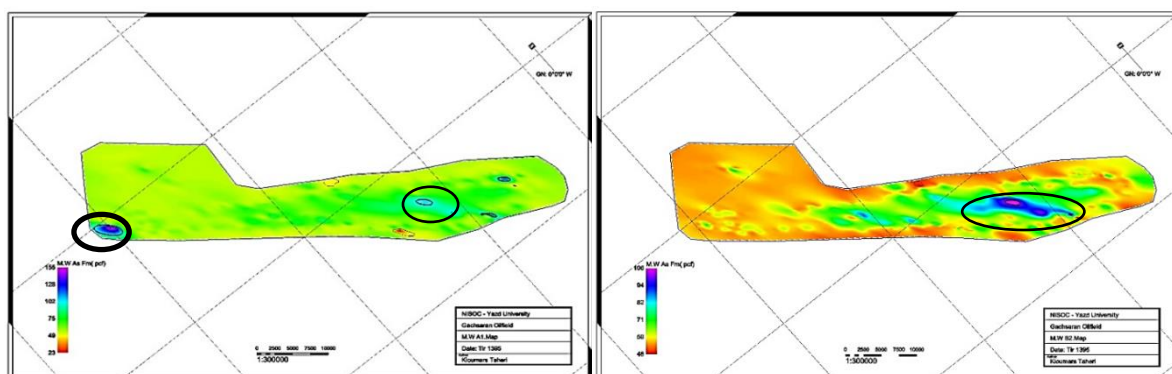 GN: 0°0'0" W
M.W As Fm( pcf)
155
128
102
75
49
23
0 2500 5000 7500 10000
1:300000
NISOC - Yazd University
Gachsaran Oilfield
M.W A1.Map
Date: Tir 1395
Kioumars Taheri
GN: 0°0'0" W
M.W As Fm( pcf)
106
94
82
71
59
48
0 2500 5000 7500 10000
1:300000
NISOC - Yazd University
Gachsaran Oilfield
M.W B2.Map
Date: Tir 1395
Kioumars Taheri